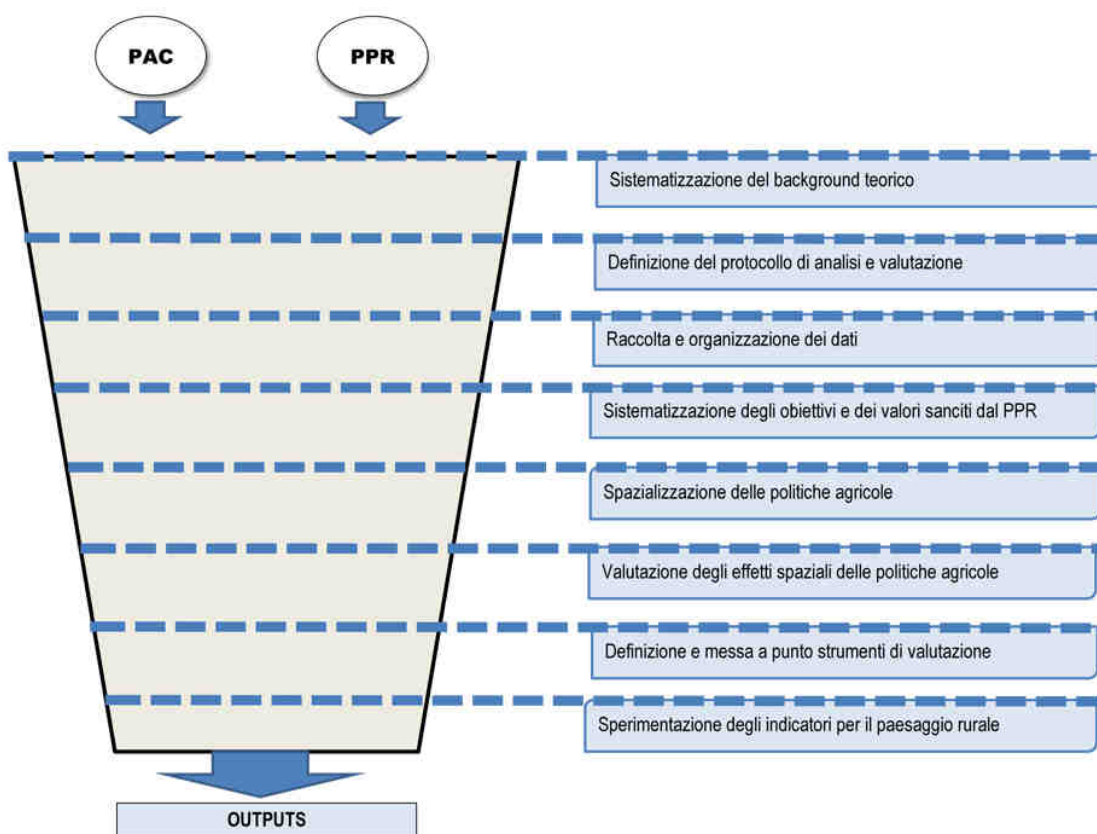 PAC
PPR
Sistematizzazione del background teorico
Definizione del protocollo di analisi e valutazione
Raccolta e organizzazione dei dati
Sistematizzazione degli obiettivi e dei valori sanciti dal PPR
Spazializzazione delle politiche agricole
Valutazione degli effetti spaziali delle politiche agricole
Definizione e messa a punto strumenti di valutazione
Sperimentazione degli indicatori per il paesaggio rurale
OUTPUTS